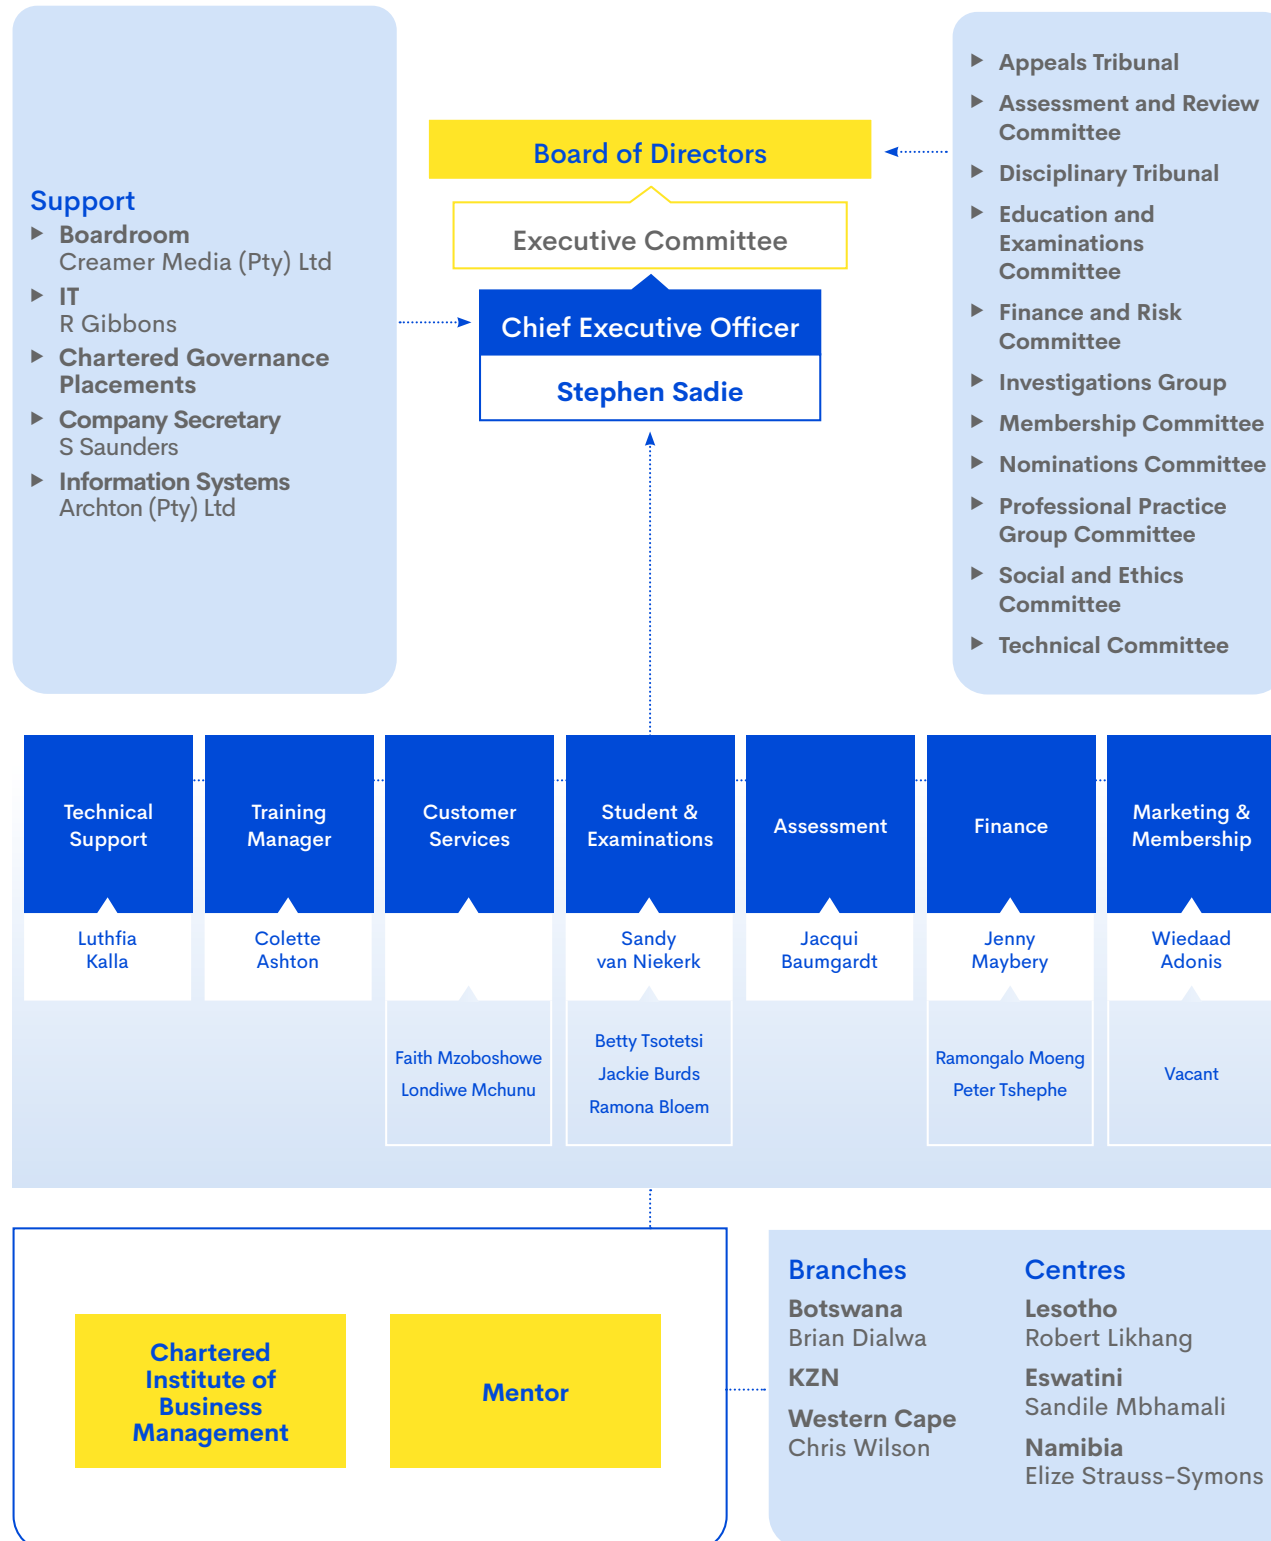 Support
Boardroom
Creamer Media (Pty) Ltd
IT
R Gibbons
Chartered Governance
Placements
Company Secretary
S Saunders
Information Systems
Archton (Pty) Ltd
Board of Directors
Executive Committee
Chief Executive Officer
Stephen Sadie
Appeals Tribunal
Assessment and Review
Committee
Disciplinary Tribunal
Education and
Examinations
Committee
Finance and Risk
Committee
Investigations Group
Membership Committee
Nominations Committee
Professional Practice
Group Committee
Social and Ethics
Committee
Technical Committee
Technical
Support
Luthfia
Kalla
Training
Manager
Colette
Ashton
Customer
Services
Faith Mzoboshowe
Londiwe Mchunu
Student &
Examinations
Sandy
van Niekerk
Betty Tsotetsi
Jackie Burds
Ramona Bloem
Assessment
Jacqui
Baumgardt
Finance
Jenny
Maybery
Ramongalo Moeng
Peter Tshephe
Marketing &
Membership
Wiedaad
Adonis
Vacant
Chartered
Institute of
Business
Management
Mentor
Branches
Botswana
Brian Dialwa
KZN
Western Cape
Chris Wilson
Centres
Lesotho
Robert Likhang
Eswatini
Sandile Mbhamali
Namibia
Elize Strauss-Symons